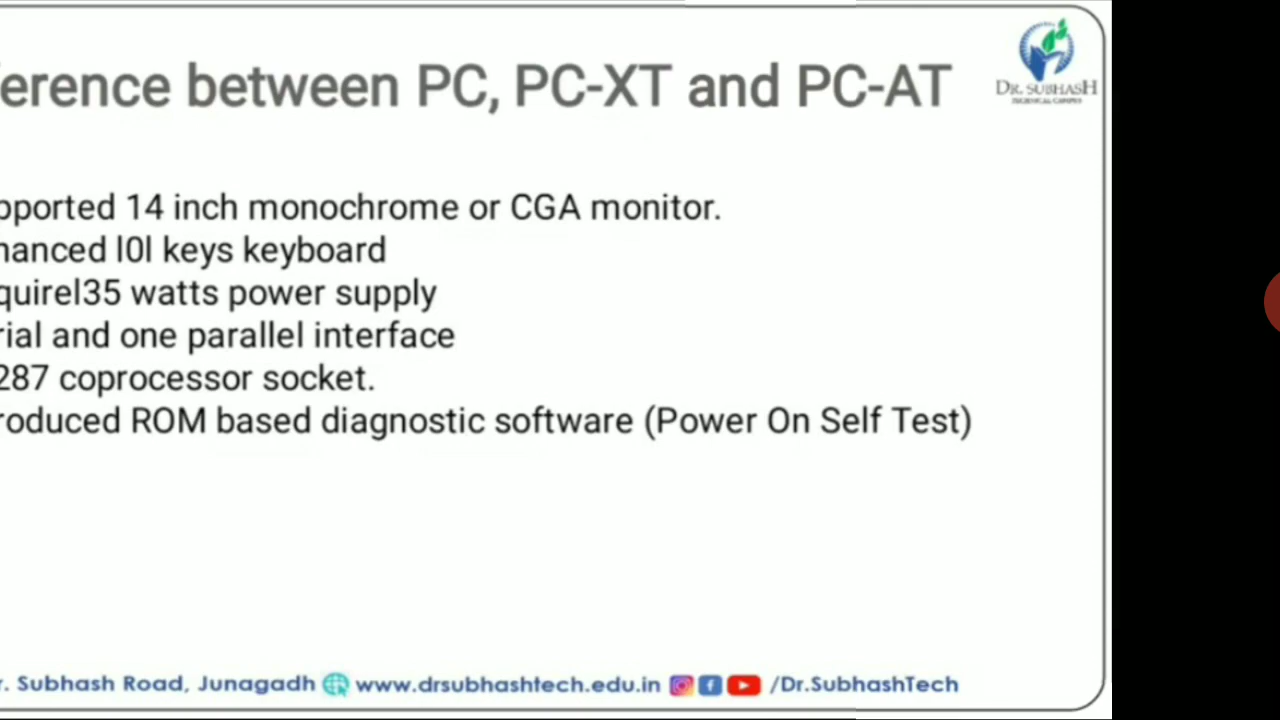 erence between PC, PC-XT and PC-AT
DR. SUBHASH
TECHNICAL CAMPUS
pported 14 inch monochrome or CGA monitor.
hanced l0l keys keyboard
quirel35 watts power supply
rial and one parallel interface
287 coprocessor socket.
roduced ROM based diagnostic software (Power On Self Test)
r. Subhash Road, Junagadh www.drsubhashtech.edu.in /Dr.SubhashTech